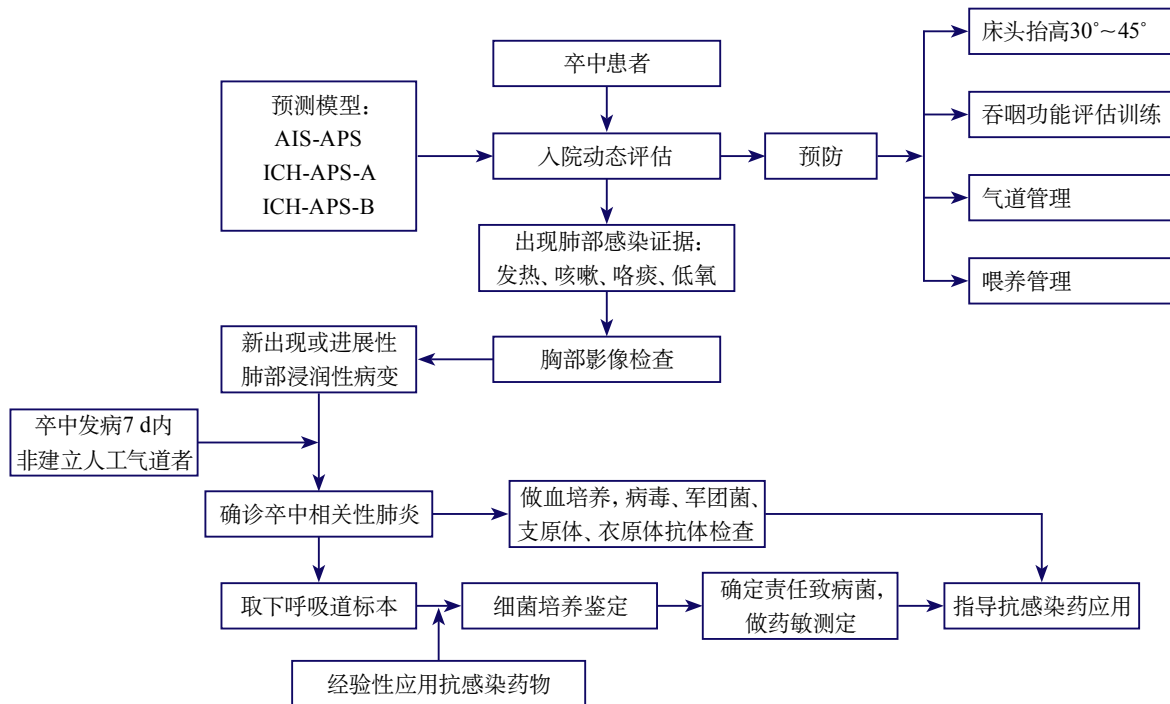 卒中患者
预测模型：
AIS-APS
ICH-APS-A
ICH-APS-B
入院动态评估
预防
床头抬高30°~45°
吞咽功能评估训练
气道管理
喂养管理
出现肺部感染证据：
发热、咳嗽、咯痰、低氧
胸部影像检查
新出现或进展性
肺部浸润性病变
卒中发病7 d内
非建立人工气道者
确诊卒中相关性肺炎
做血培养，病毒、军团菌、
支原体、衣原体抗体检查
取下呼吸道标本
细菌培养鉴定
确定责任致病菌，
做药敏测定
指导抗感染药应用
经验性应用抗感染药物